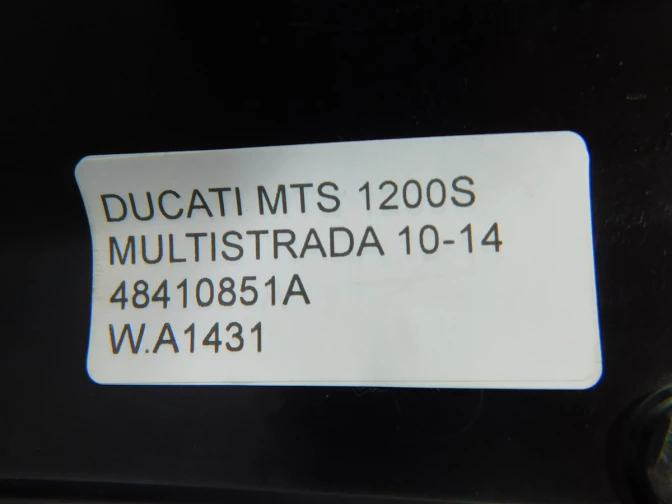 DUCATI MTS 1200S
MULTISTRADA 10-14
48410851A
W.A1431